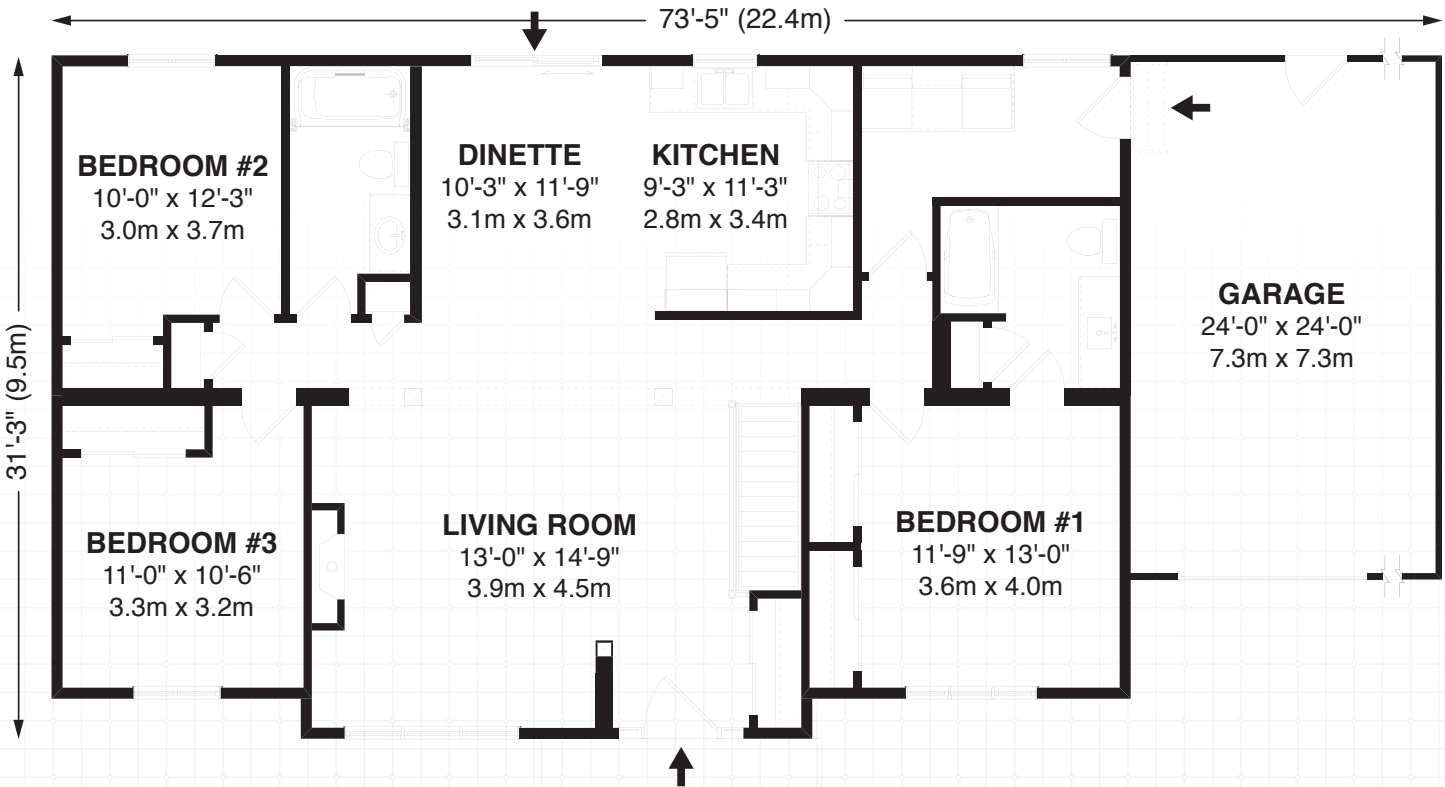 73'-5" (22.4m)
BEDROOM #2
10'-0" x 12'-3"
3.0m x 3.7m
DINETTE
10'-3" x 11'-9"
3.1m x 3.6m
KITCHEN
9'-3" x 11'-3"
2.8m x 3.4m
GARAGE
24'-0" x 24'-0"
7.3m x 7.3m
31'-3" (9.5m)
BEDROOM #3
11'-0" x 10'-6"
3.3m x 3.2m
LIVING ROOM
13'-0" x 14'-9"
3.9m x 4.5m
BEDROOM #1
11'-9" x 13'-0"
3.6m x 4.0m